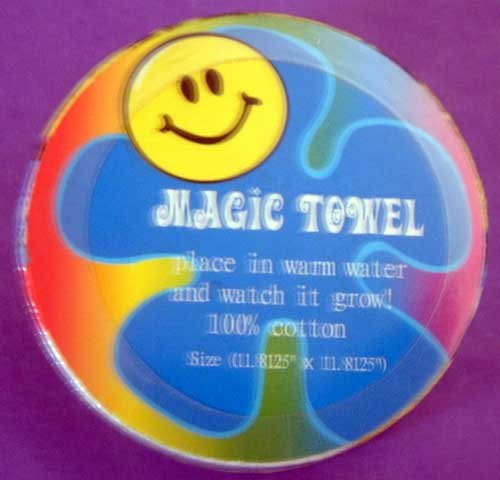 MAGIC TOWEL
place in warm water
and watch it grow!
100% cotton
Size (11.8125" x 11.8125")